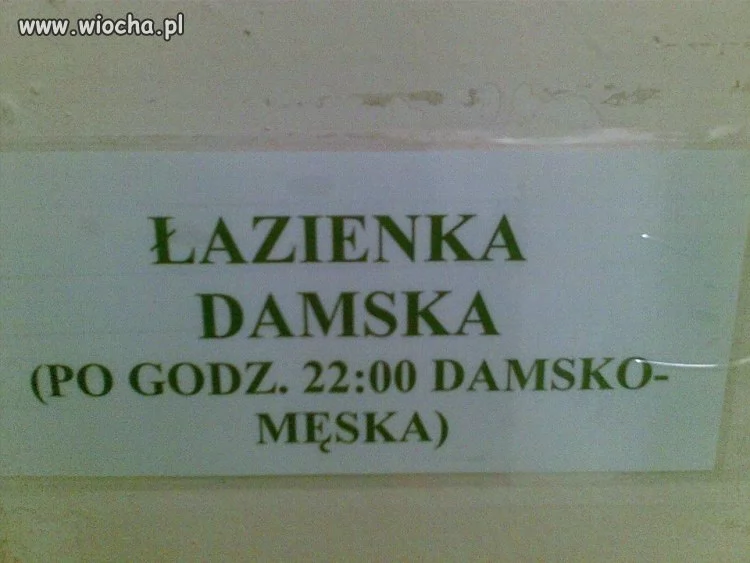 www.wiocha.pl
ŁAZIENKA
DAMSKA
(PO GODZ. 22:00 DAMSKO-
MĘSKA)